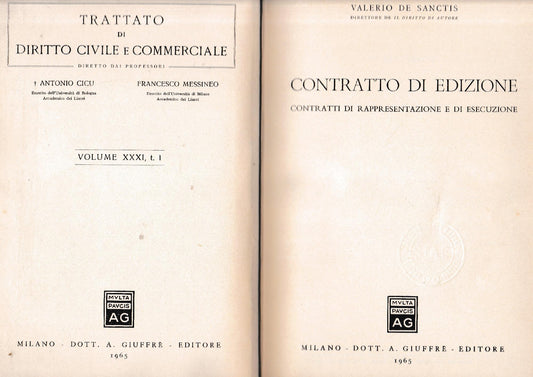 TRATTATO
DI
DIRITTO CIVILE E COMMERCIALE
DIRETTO DAI PROFESSORI
† ANTONIO CICU
Emerito dell'Università di Bologna
Accademico dei Lincei
FRANCESCO MESSINEO
Emerito dell'Università di Milano
Accademico dei Lincei
VOLUME XXXI, t. 1
MVLTA
PAVCIS
AG
MILANO - DOTT. A. GIUFFRÈ - EDITORE
1965
VALERIO DE SANCTIS
DIRETTORE DE IL DIRITTO DI AUTORE
CONTRATTO DI EDIZIONE
CONTRATTI DI RAPPRESENTAZIONE E DI ESECUZIONE
MVLTA
PAVCIS
AG
MILANO - DOTT. A. GIUFFRÈ - EDITORE
1965